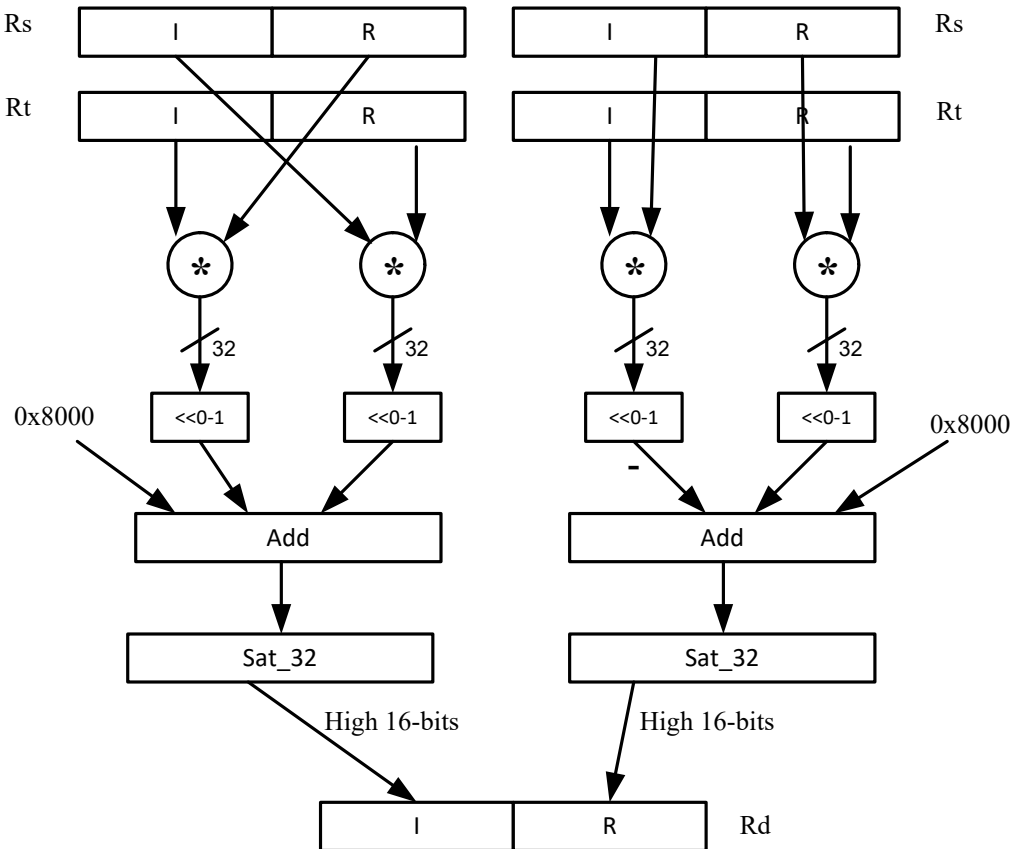 Rs I R I R Rs
Rt I R I R Rt
* * * *
32 32 32 32
0x8000 <<0-1 <<0-1 <<0-1 <<0-1 0x8000
-
Add Add
Sat_32 Sat_32
High 16-bits High 16-bits
I R Rd